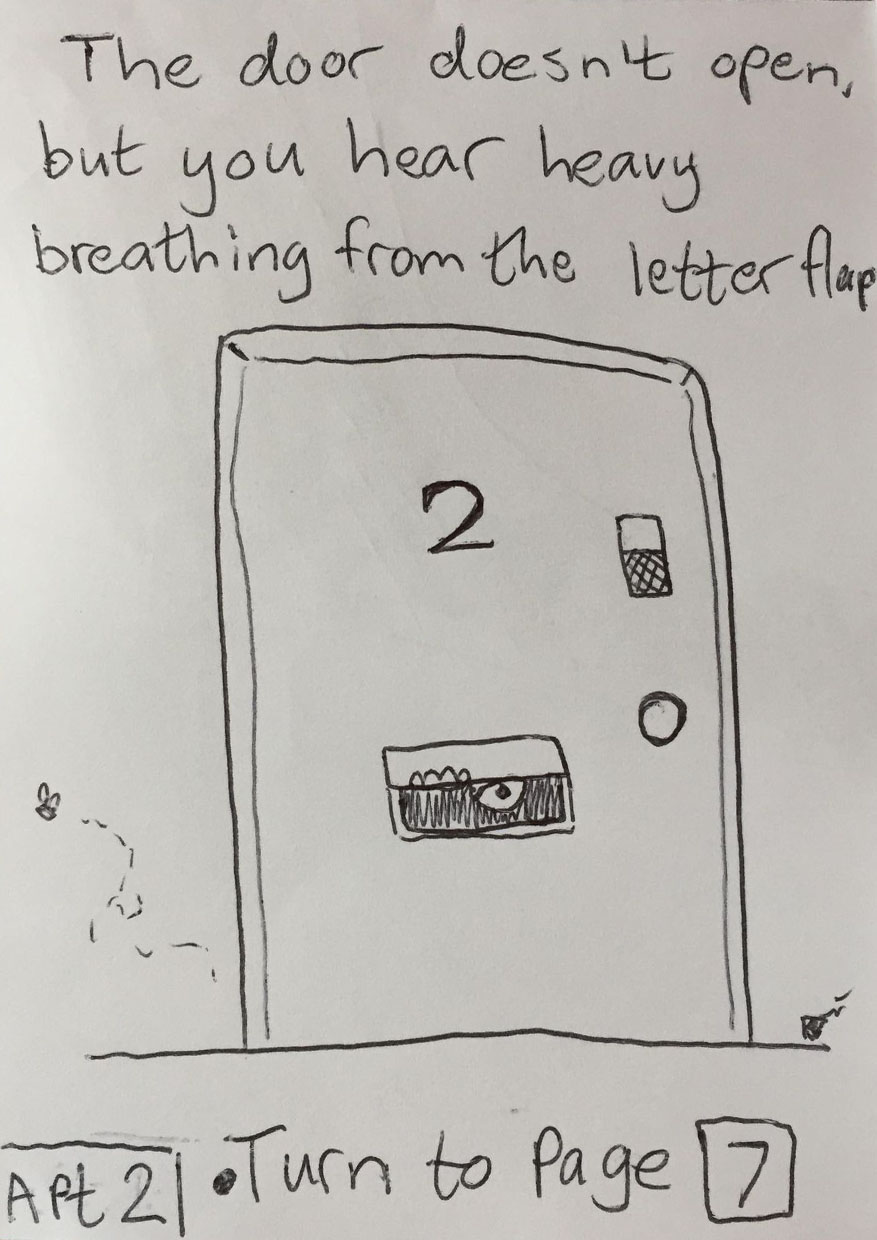 The door doesn't open,
but you hear heavy
breathing from the letter flap
2
Apt 2 • Turn to Page 7